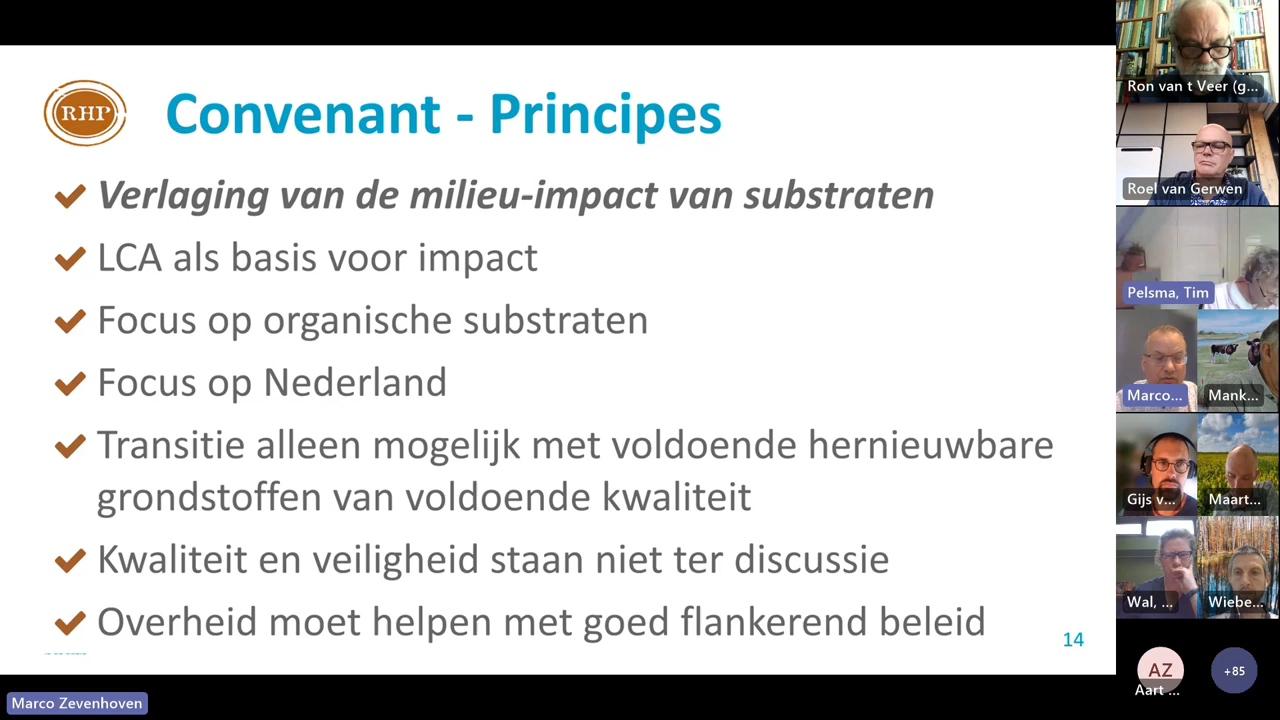 RHP
Convenant - Principes
Verlaging van de milieu-impact van substraten
LCA als basis voor impact
Focus op organische substraten
Focus op Nederland
Transitie alleen mogelijk met voldoende hernieuwbare
grondstoffen van voldoende kwaliteit
Kwaliteit en veiligheid staan niet ter discussie
Overheid moet helpen met goed flankerend beleid
14
Marco Zevenhoven
Ron van t Veer (g...
Roel van Gerwen
Pelsma, Tim
Marco...
Mank...
Gijs v...
Maart...
Wal, ...
Wiebe...
AZ
Aart ...
+85